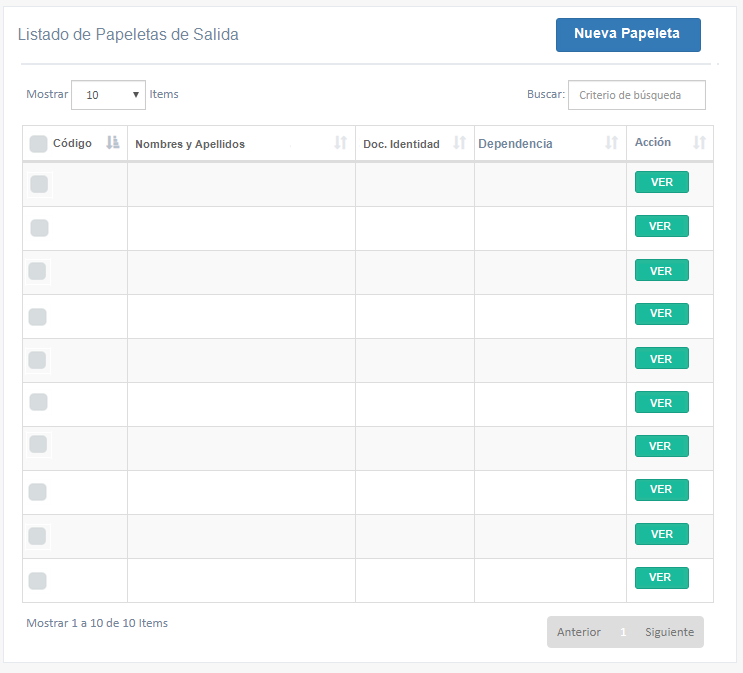 Listado de Papeletas de Salida
Nueva Papeleta
Mostrar 10 Items
Buscar: Criterio de búsqueda
Código Nombres y Apellidos Doc. Identidad Dependencia Acción
VER
VER
VER
VER
VER
VER
VER
VER
VER
VER
Mostrar 1 a 10 de 10 Items
Anterior 1 Siguiente